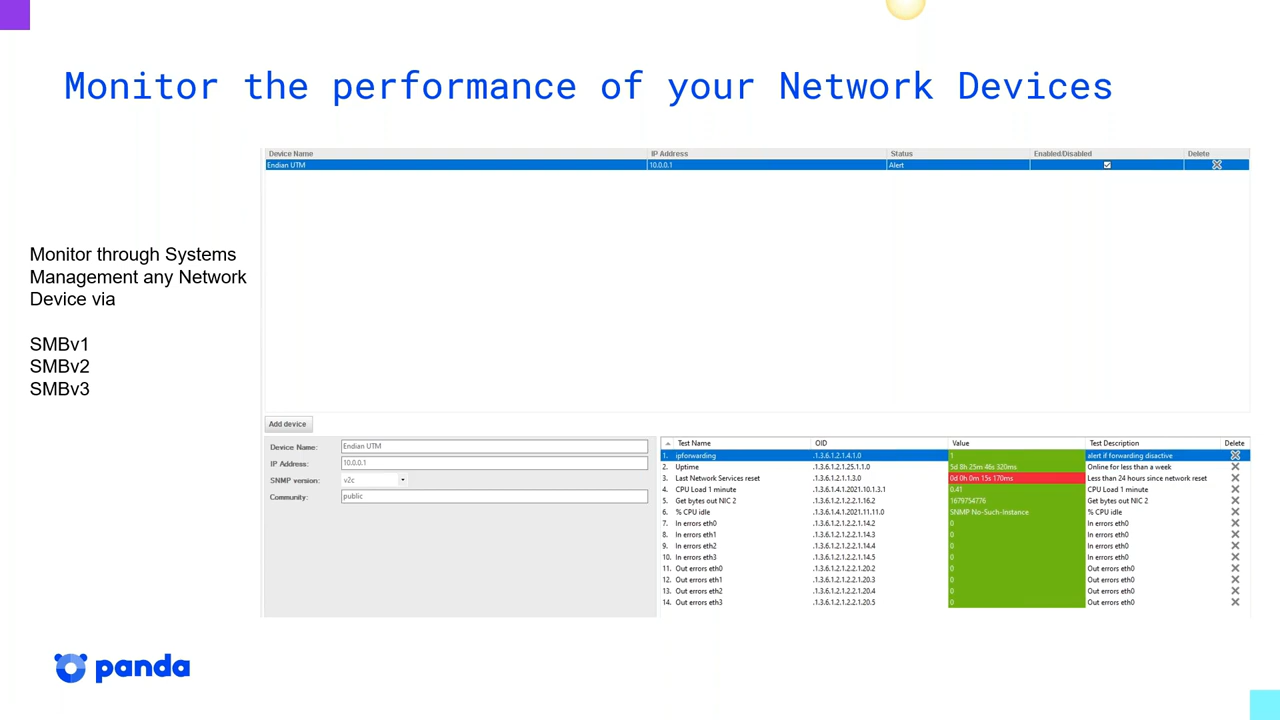 Monitor the performance of your Network Devices
Device Name IP Address Status Enabled/Disabled Delete
Endian UTM 10.0.0.1 Alert
Monitor through Systems
Management any Network
Device via
SMBv1
SMBv2
SMBv3
Add device
Device Name: Endian UTM
IP Address: 10.0.0.1
SNMP version: v2c
Community: public
Test Name OID Value Test Description Delete
1. ipforwarding .1.3.6.1.2.1.4.1.0 1 alert if forwarding disactive
2. Uptime .1.3.6.1.2.1.25.1.1.0 5d 8h 25m 46s 320ms Online for less than a week
3. Last Network Services reset .1.3.6.1.2.1.1.3.0 0d 0h 0m 15s 170ms Less than 24 hours since network reset
4. CPU Load 1 minute .1.3.6.1.4.1.2021.10.1.3.1 0.41 CPU Load 1 minute
5. Get bytes out NIC 2 .1.3.6.1.2.1.2.2.1.16.2 1679754776 Get bytes out NIC 2
6. % CPU idle .1.3.6.1.4.1.2021.11.11.0 SNMP No-Such-Instance % CPU idle
7. In errors eth0 .1.3.6.1.2.1.2.2.1.14.2 0 In errors eth0
8. In errors eth1 .1.3.6.1.2.1.2.2.1.14.3 0 In errors eth0
9. In errors eth2 .1.3.6.1.2.1.2.2.1.14.4 0 In errors eth0
10. In errors eth3 .1.3.6.1.2.1.2.2.1.14.5 0 In errors eth0
11. Out errors eth0 .1.3.6.1.2.1.2.2.1.20.2 0 Out errors eth0
12. Out errors eth1 .1.3.6.1.2.1.2.2.1.20.3 0 Out errors eth0
13. Out errors eth2 .1.3.6.1.2.1.2.2.1.20.4 0 Out errors eth0
14. Out errors eth3 .1.3.6.1.2.1.2.2.1.20.5 0 Out errors eth0
panda